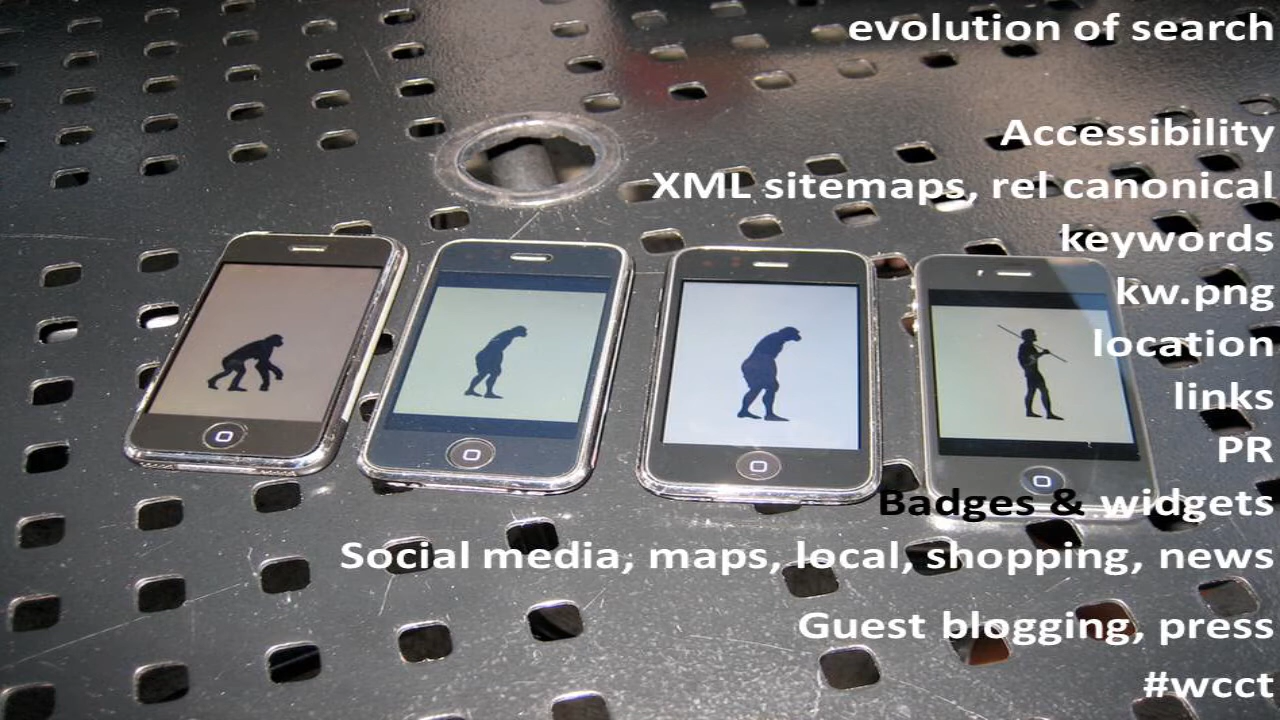 evolution of search
Accessibility
XML sitemaps, rel canonical
keywords
kw.png
location
links
PR
Badges & widgets
Social media, maps, local, shopping, news
Guest blogging, press
#wcct